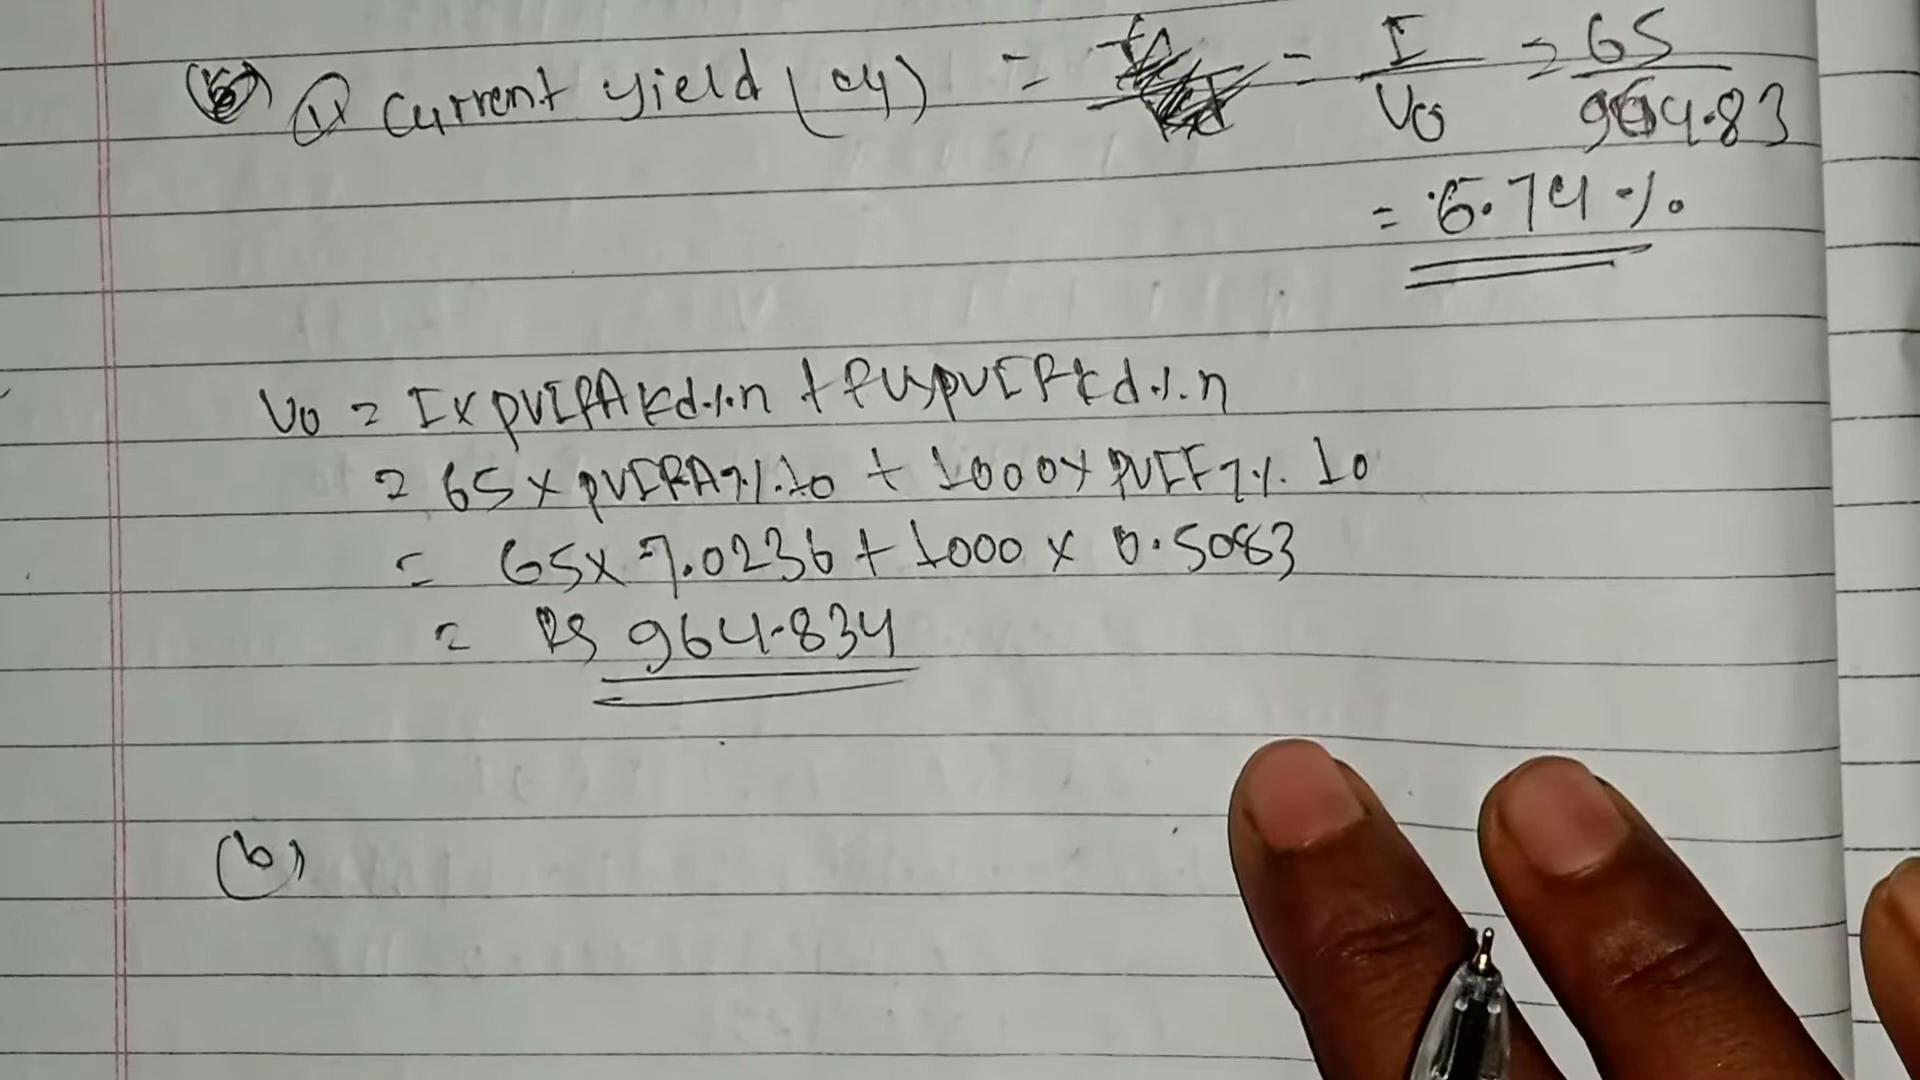 (i) Current yield (cy) = = I / V0 = 65 / 964.83
= 6.74 %
V0 = I x PVIFA kd%.n + fv x PVIF kd%.n
= 65 x PVIFA 7%.10 + 1000 x PVIF 7%. 10
= 65 x 7.0236 + 1000 x 0.5083
= RS 964.834
(b)